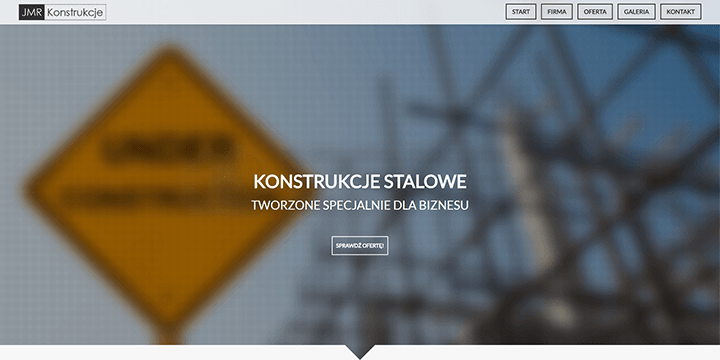 JMR Konstrukcje
START FIRMA OFERTA GALERIA KONTAKT
UNDER
CONSTRUCTION
KONSTRUKCJE STALOWE
TWORZONE SPECJALNIE DLA BIZNESU
SPRAWDŹ OFERTĘ!